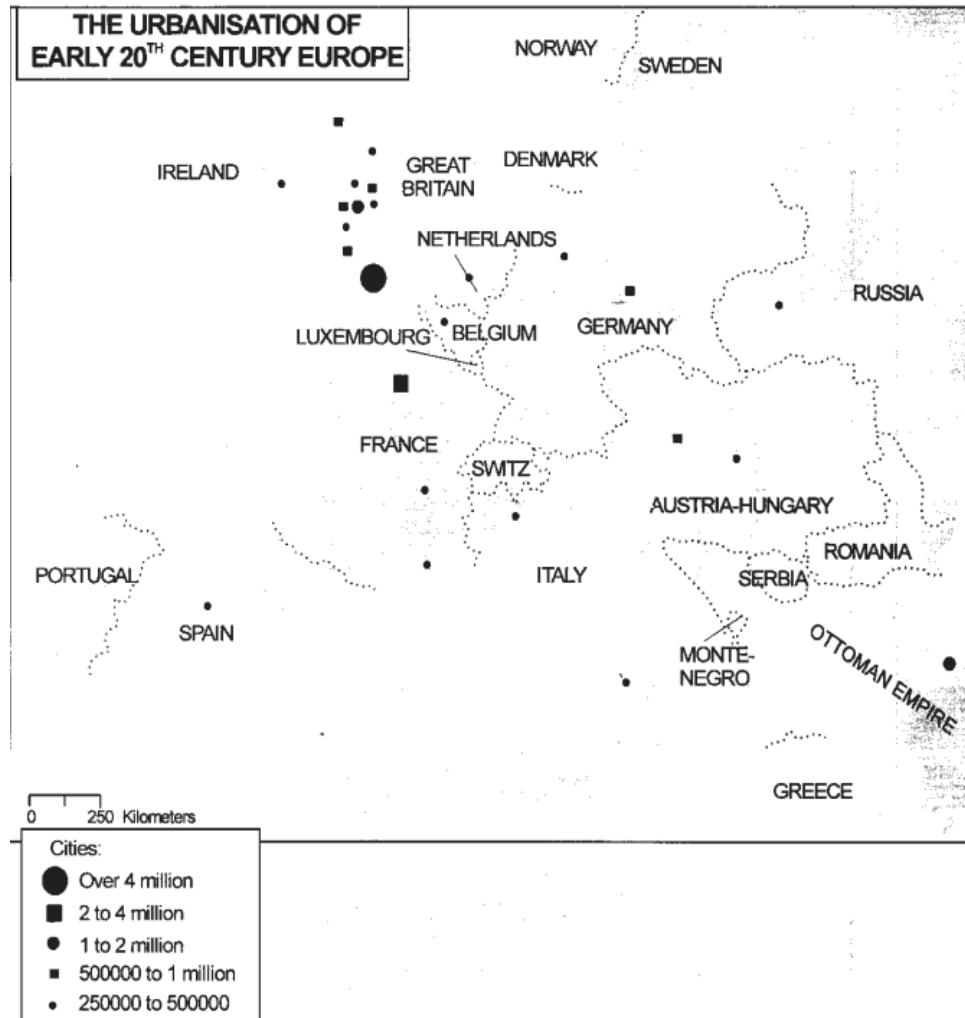 THE URBANISATION OF
EARLY 20TH CENTURY EUROPE
NORWAY
SWEDEN
IRELAND
GREAT
BRITAIN
DENMARK
NETHERLANDS
RUSSIA
LUXEMBOURG
BELGIUM
GERMANY
FRANCE
SWITZ
AUSTRIA-HUNGARY
ROMANIA
PORTUGAL
ITALY
SERBIA
SPAIN
MONTE-
NEGRO
OTTOMAN EMPIRE
GREECE
0 250 Kilometers
Cities:
Over 4 million
2 to 4 million
1 to 2 million
500000 to 1 million
250000 to 500000